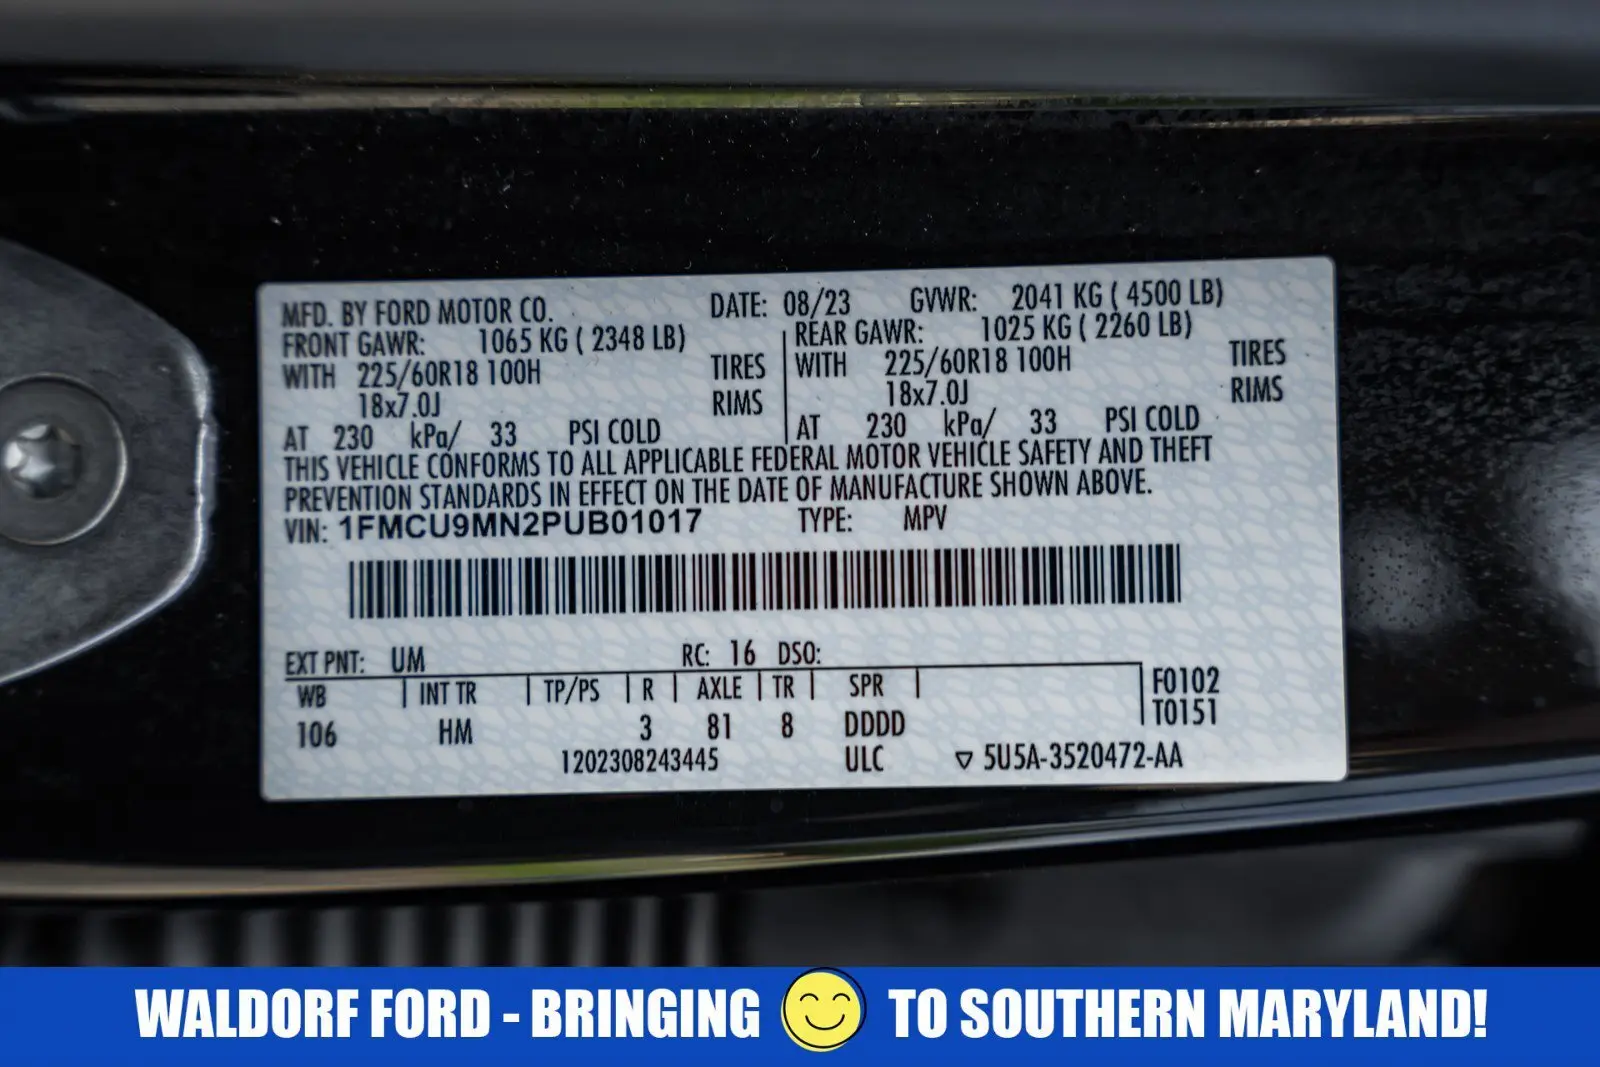 MFD. BY FORD MOTOR CO. DATE: 08/23 GVWR: 2041 KG ( 4500 LB)
FRONT GAWR: 1065 KG ( 2348 LB) REAR GAWR: 1025 KG ( 2260 LB)
WITH 225/60R18 100H TIRES WITH 225/60R18 100H TIRES
18x7.0J RIMS 18x7.0J RIMS
AT 230 kPa/ 33 PSI COLD AT 230 kPa/ 33 PSI COLD
THIS VEHICLE CONFORMS TO ALL APPLICABLE FEDERAL MOTOR VEHICLE SAFETY AND THEFT
PREVENTION STANDARDS IN EFFECT ON THE DATE OF MANUFACTURE SHOWN ABOVE.
VIN: 1FMCU9MN2PUB01017 TYPE: MPV
EXT PNT: UM RC: 16 DSO:
WB INT TR TP/PS R AXLE TR SPR F0102
106 HM 3 81 8 DDDD T0151
1202308243445 ULC ▽ 5U5A-3520472-AA
WALDORF FORD - BRINGING TO SOUTHERN MARYLAND!